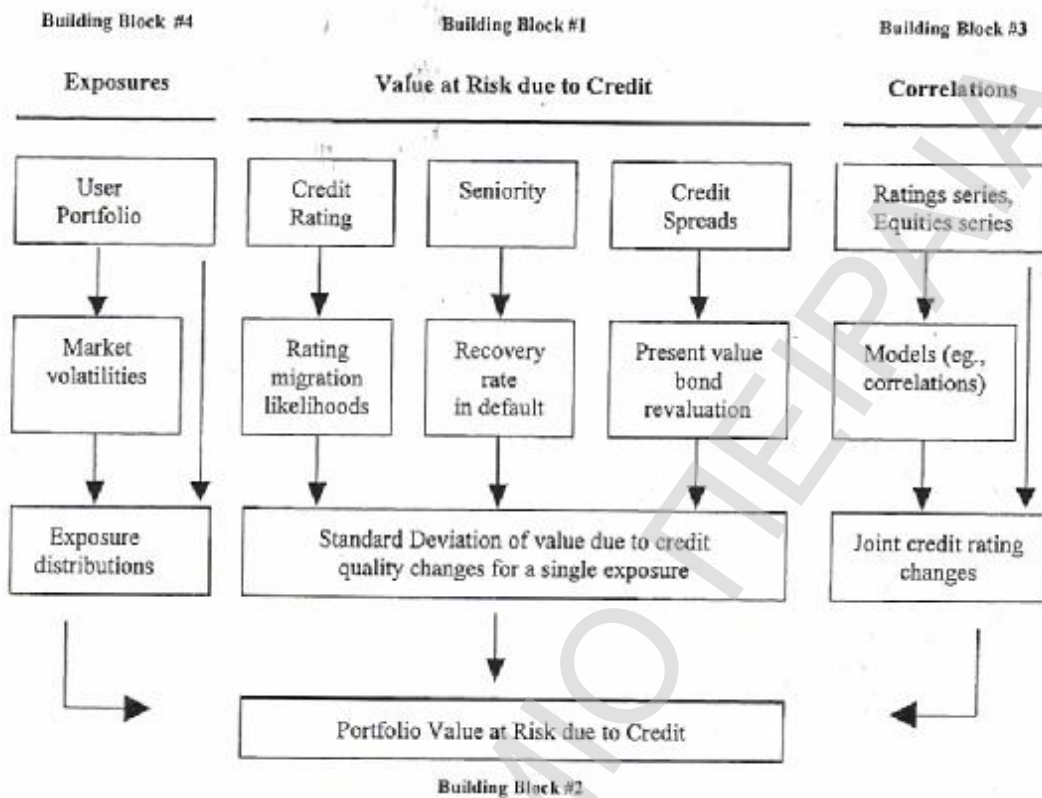 Building Block #4
Building Block #1
Building Block #3
Exposures
Value at Risk due to Credit
Correlations
User
Portfolio
Credit
Rating
Seniority
Credit
Spreads
Ratings series,
Equities series
Market
volatilities
Rating
migration
likelihoods
Recovery
rate
in default
Present value
bond
revaluation
Models (eg.,
correlations)
Exposure
distributions
Standard Deviation of value due to credit
quality changes for a single exposure
Joint credit rating
changes
Portfolio Value at Risk due to Credit
Building Block #2
ΜΙΟ ΠΕΙΡΑΙΑ